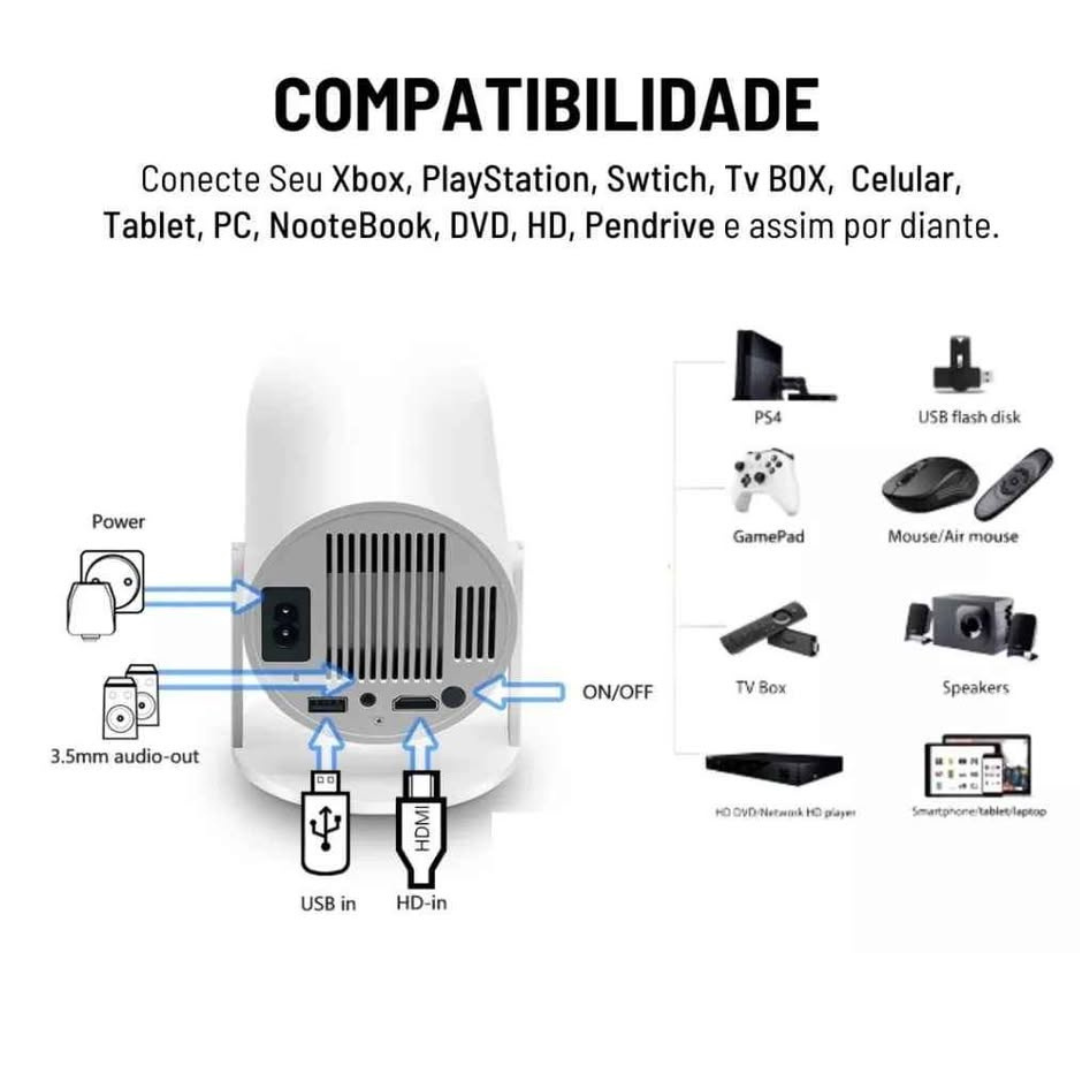 COMPATIBILIDADE
Conecte Seu Xbox, PlayStation, Swtich, Tv BOX, Celular,
Tablet, PC, NooteBook, DVD, HD, Pendrive e assim por diante.
PS4
USB flash disk
GamePad
Mouse/Air mouse
Power
TV Box
Speakers
ON/OFF
3.5mm audio-out
HD DVD/Network HD player
Smartphone/tablet/laptop
HDMI
USB in
HD-in